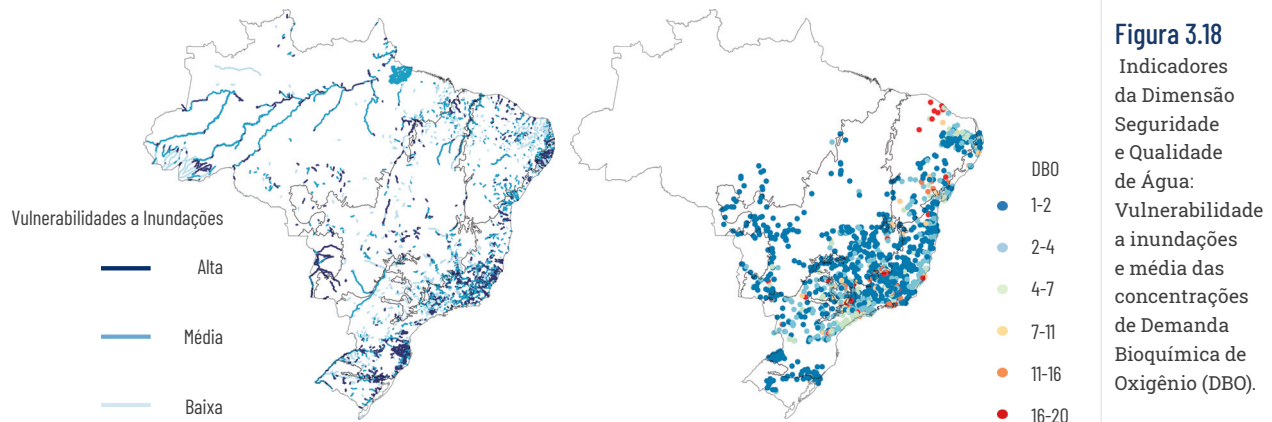 Vulnerabilidades a Inundações
Alta
Média
Baixa
DBO
1-2
2-4
4-7
7-11
11-16
16-20
Figura 3.18
Indicadores
da Dimensão
Seguridade
e Qualidade
de Água:
Vulnerabilidade
a inundações
e média das
concentrações
de Demanda
Bioquímica de
Oxigênio (DBO).